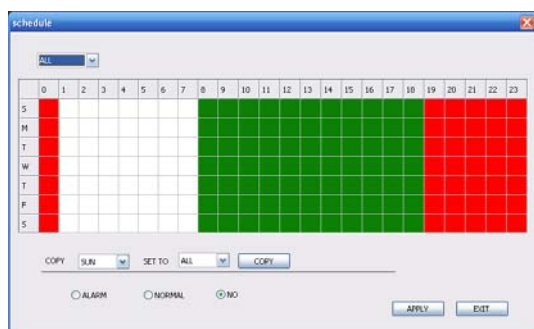 schedule
ALL
0 1 2 3 4 5 6 7 8 9 10 11 12 13 14 15 16 17 18 19 20 21 22 23
S
M
T
W
T
F
S
COPY SUN SET TO ALL COPY
ALARM NORMAL NO
APPLY EXIT